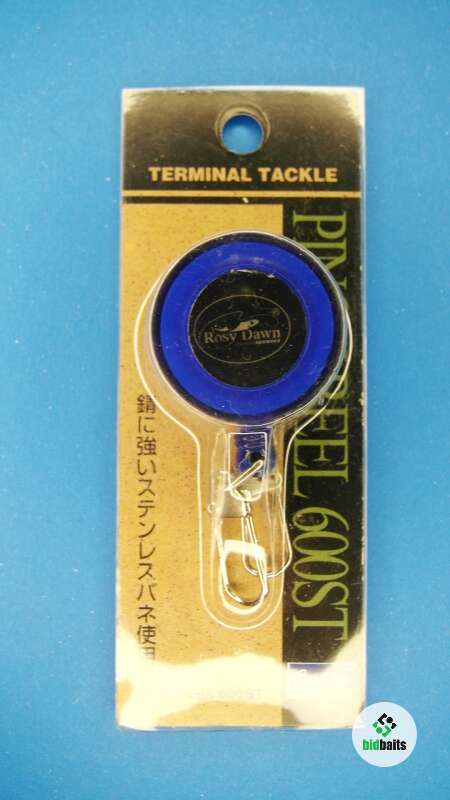 TERMINAL TACKLE
PIN REEL 600ST
Rosy Dawn
錆に強いステンレスバネ使用
bidbaits